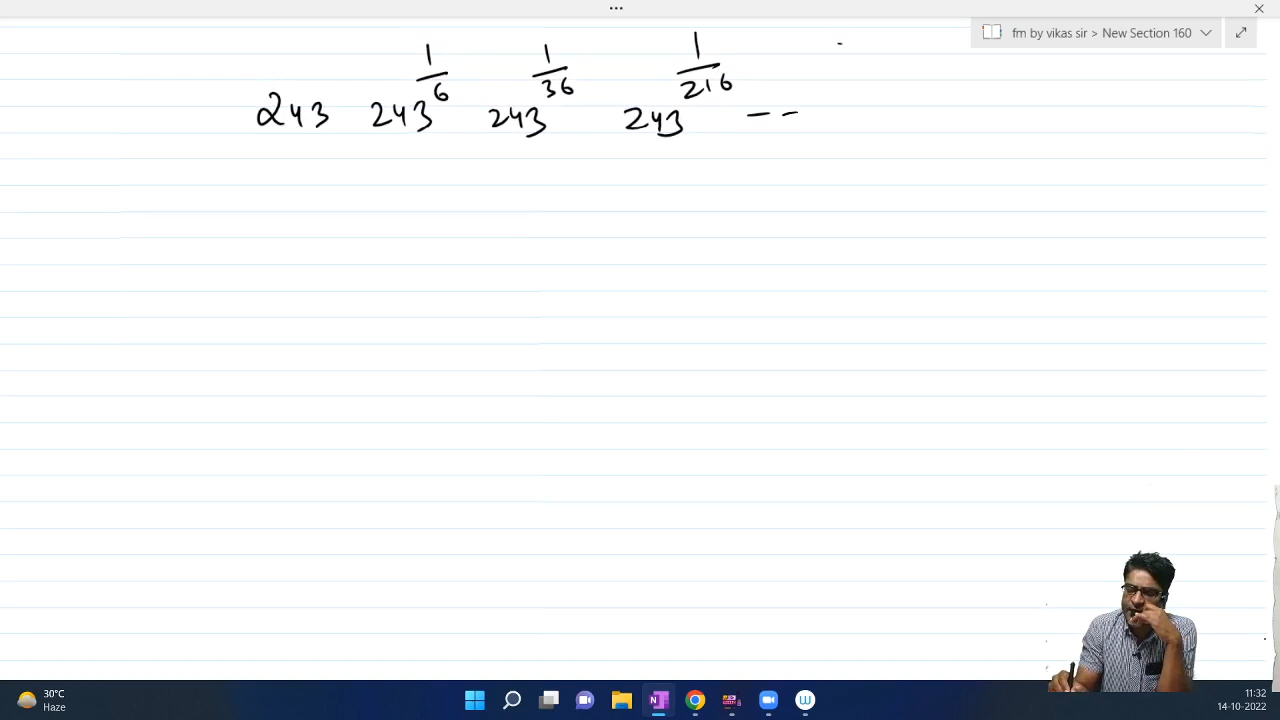 ...
fm by vikas sir > New Section 160
243 243^1/6 243^1/36 243^1/216 - -
30°C
Haze
11:32
14-10-2022